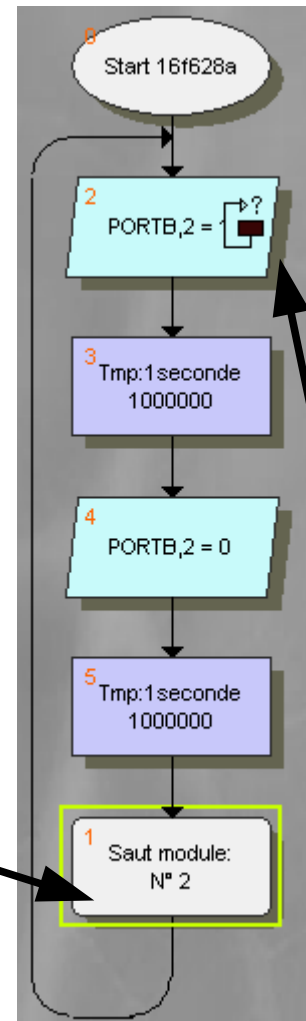 0
Start 16f628a
2
PORTB,2 =
?
3
Tmp:1seconde
1000000
4
PORTB,2 = 0
5
Tmp:1seconde
1000000
1
Saut module:
N° 2